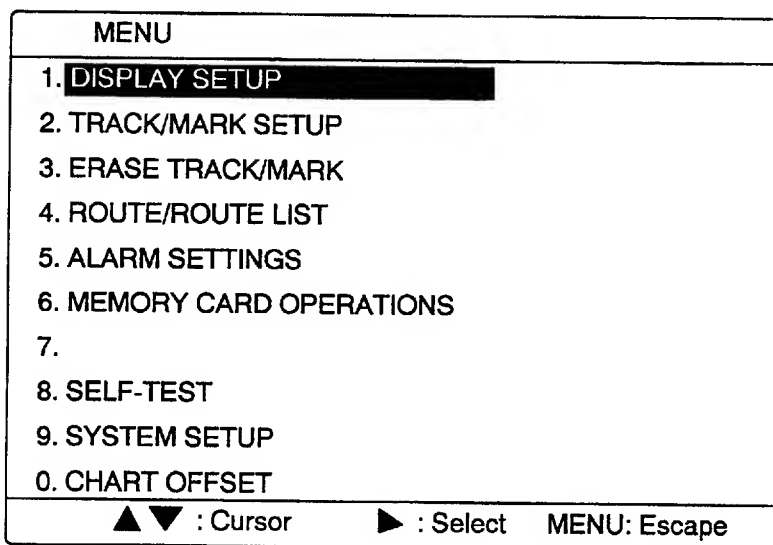 MENU
1. DISPLAY SETUP
2. TRACK/MARK SETUP
3. ERASE TRACK/MARK
4. ROUTE/ROUTE LIST
5. ALARM SETTINGS
6. MEMORY CARD OPERATIONS
7.
8. SELF-TEST
9. SYSTEM SETUP
0. CHART OFFSET
▲ ▼ : Cursor ▶ : Select MENU: Escape